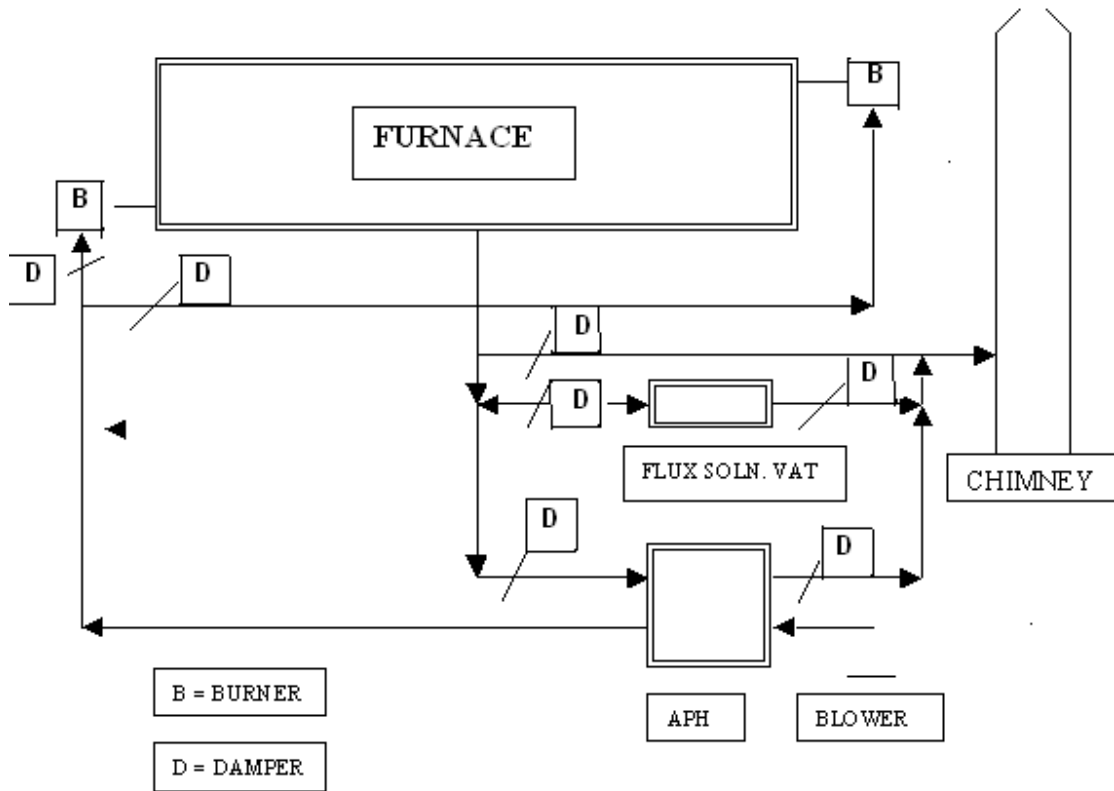 B
FURNACE
B
D
D
D
D
D
FLUX SOLN. VAT
CHIMNEY
D
D
B = BURNER
APH
BLOWER
D = DAMPER